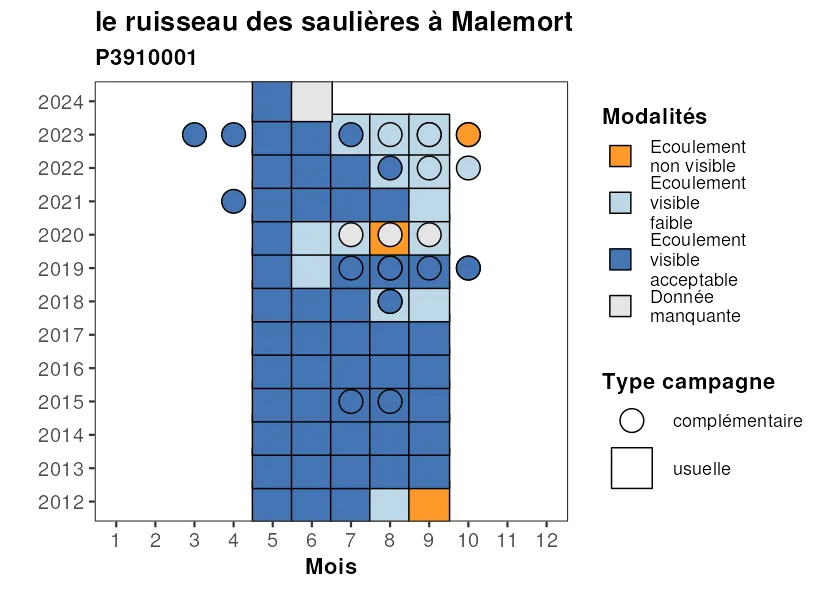 le ruisseau des saulières à Malemort
P3910001
2024
2023
2022
2021
2020
2019
2018
2017
2016
2015
2014
2013
2012
1 2 3 4 5 6 7 8 9 10 11 12
Mois
Modalités
Ecoulement
non visible
Ecoulement
visible
faible
Ecoulement
visible
acceptable
Donnée
manquante
Type campagne
complémentaire
usuelle